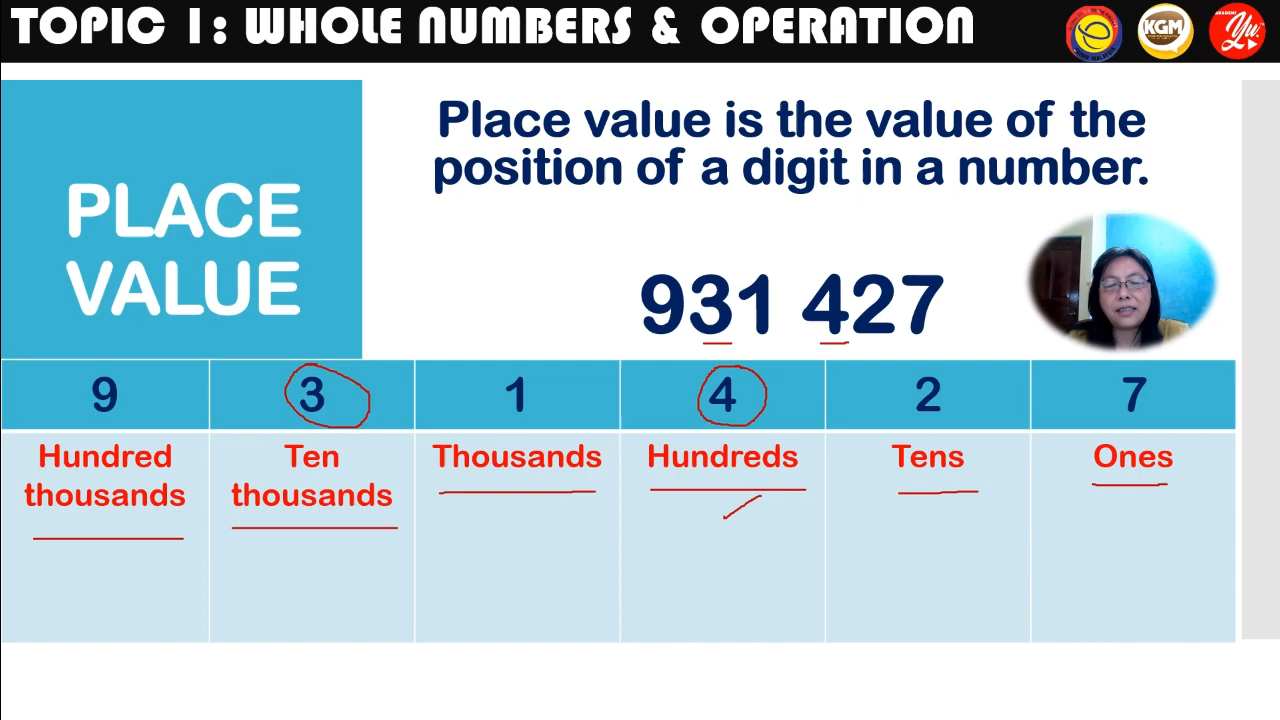 TOPIC 1: WHOLE NUMBERS & OPERATION
KGM
Yu.
PLACE
VALUE
Place value is the value of the
position of a digit in a number.
931 427
9 3 1 4 2 7
Hundred thousands
Ten thousands
Thousands
Hundreds
Tens
Ones